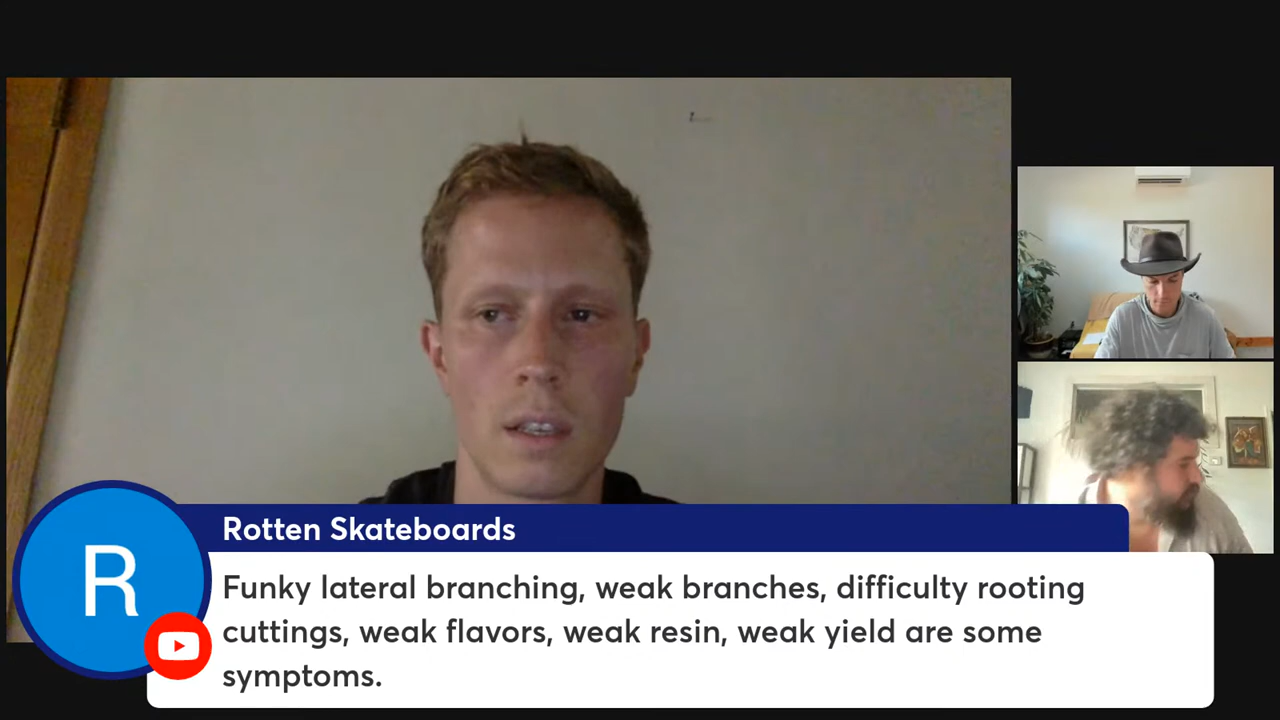 Rotten Skateboards
R
Funky lateral branching, weak branches, difficulty rooting
cuttings, weak flavors, weak resin, weak yield are some
symptoms.